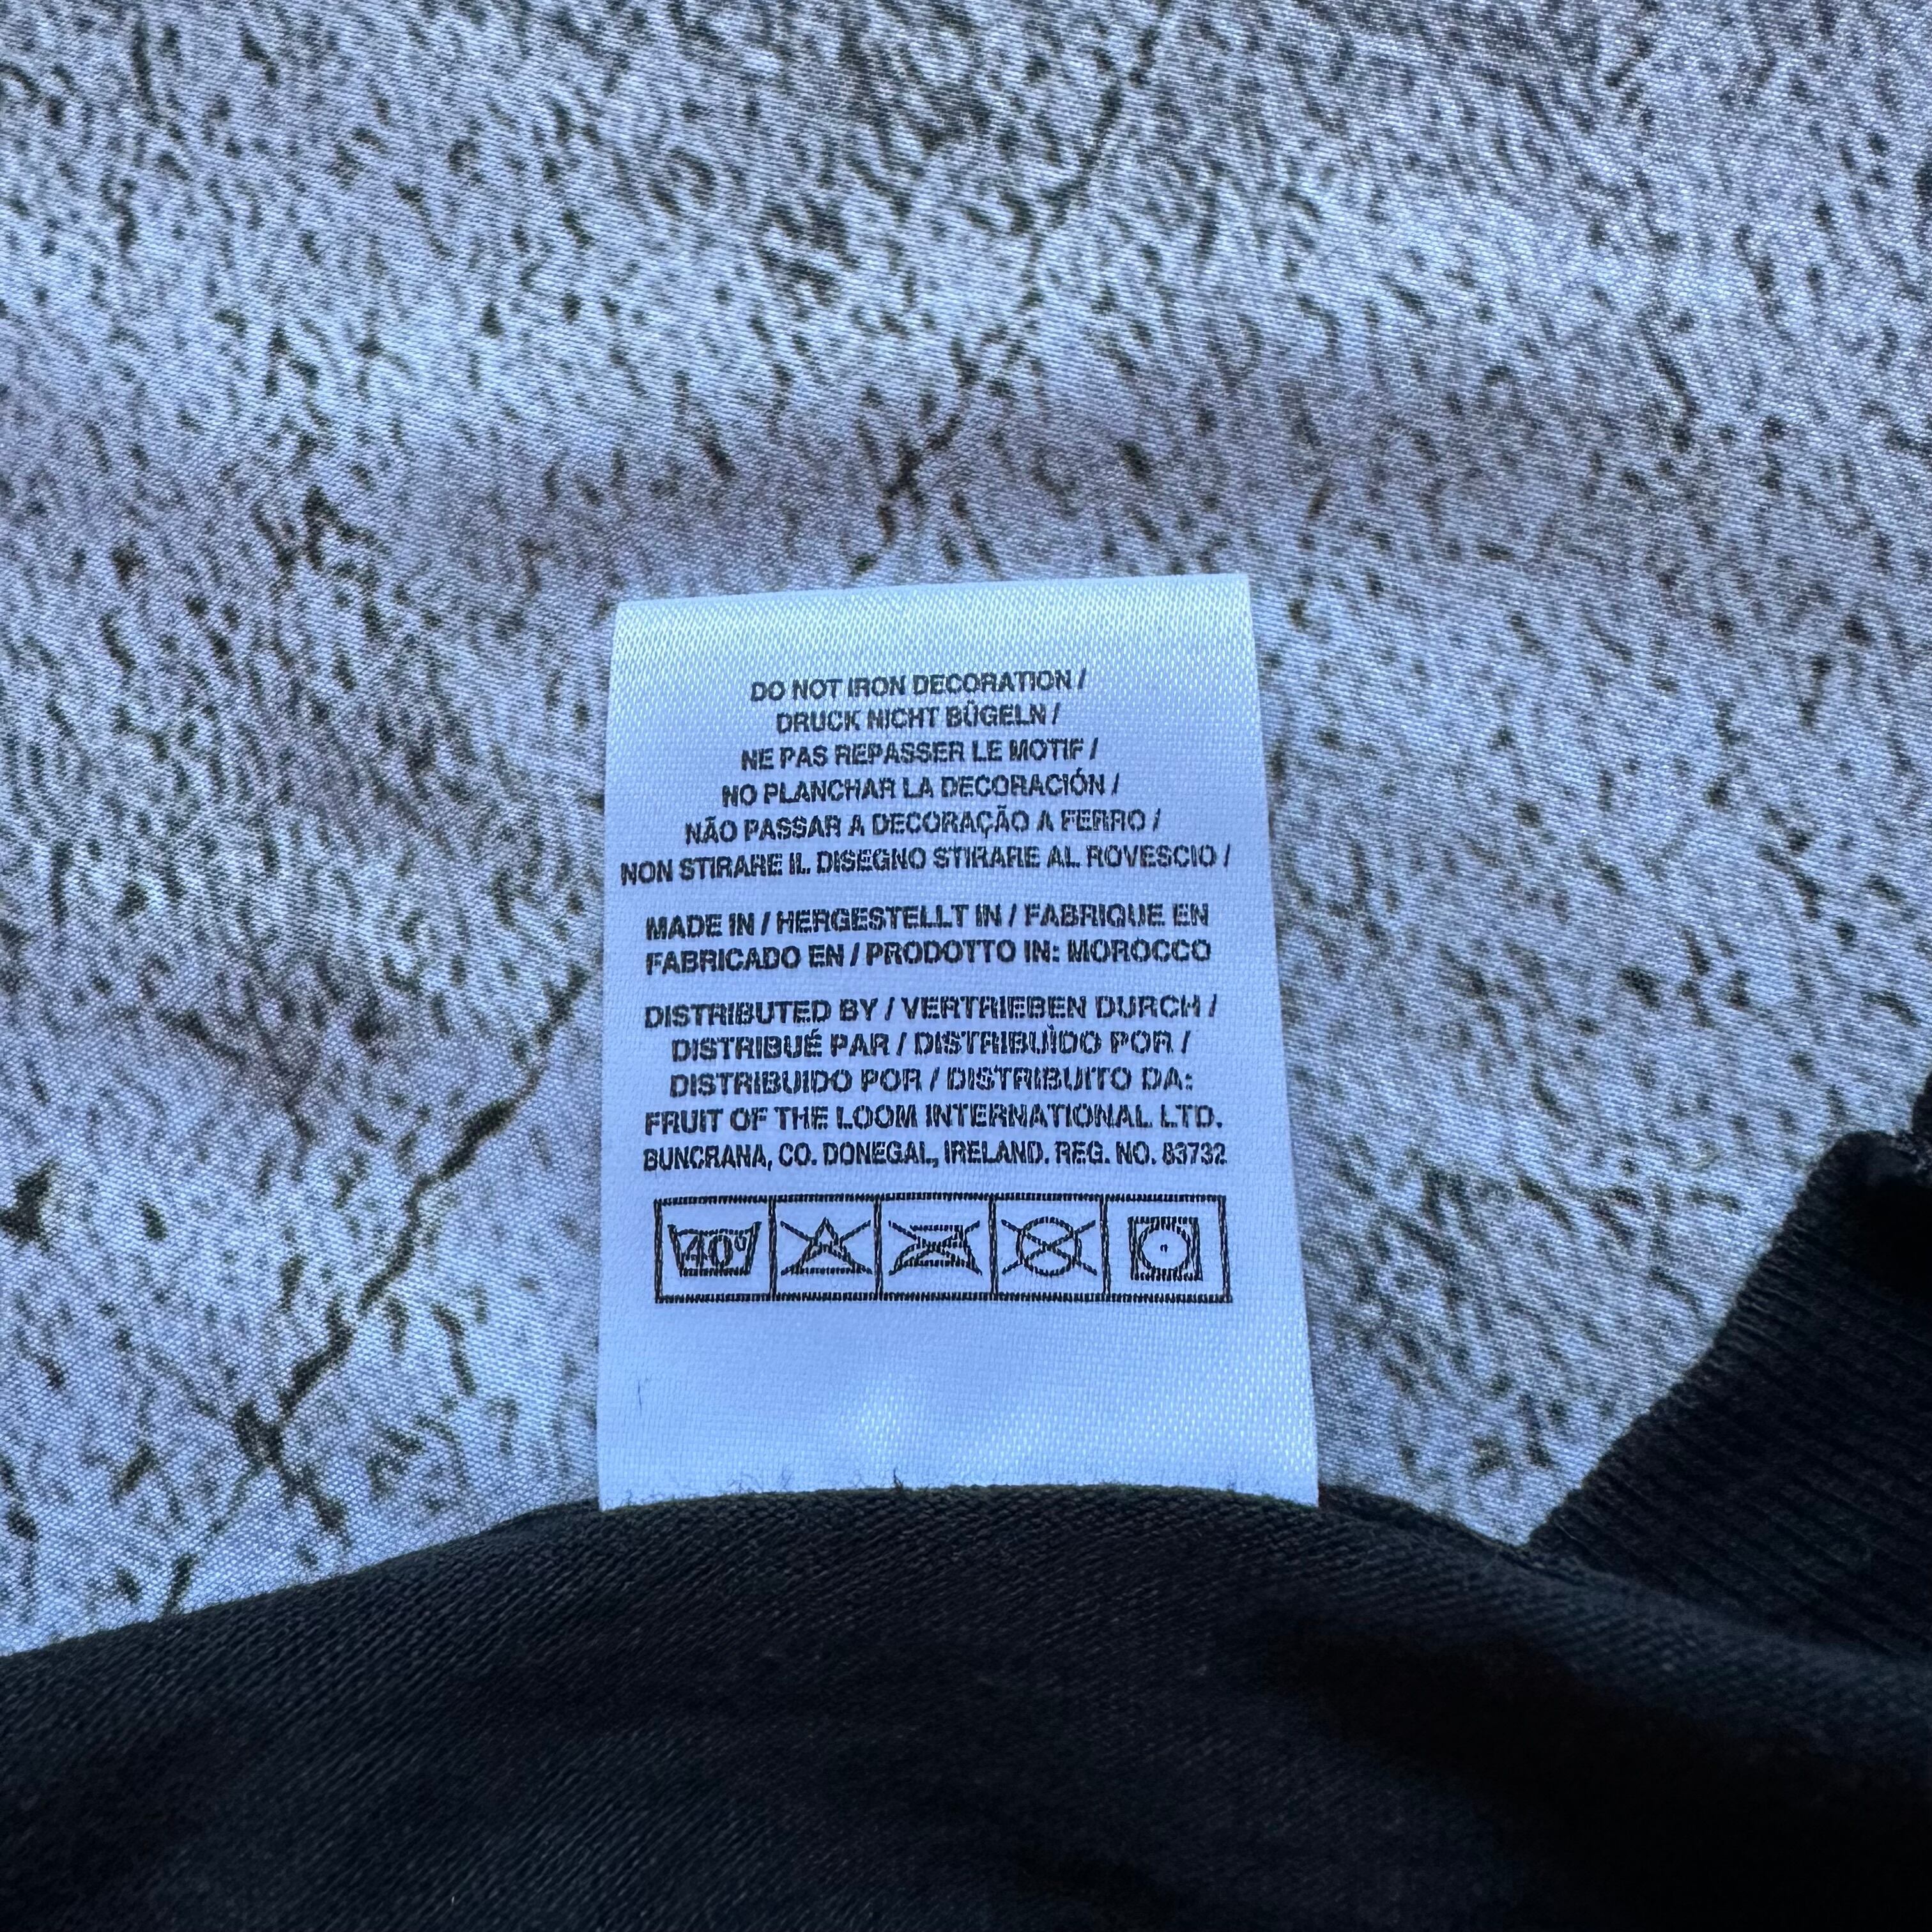 DO NOT IRON DECORATION /
DRUCK NICHT BÜGELN /
NE PAS REPASSER LE MOTIF /
NO PLANCHAR LA DECORACIÓN /
NÃO PASSAR A DECORAÇÃO A FERRO /
NON STIRARE IL DISEGNO STIRARE AL ROVESCIO /
MADE IN / HERGESTELLT IN / FABRIQUE EN
FABRICADO EN / PRODOTTO IN: MOROCCO
DISTRIBUTED BY / VERTRIEBEN DURCH /
DISTRIBUÉ PAR / DISTRIBUÌDO POR /
DISTRIBUIDO POR / DISTRIBUITO DA:
FRUIT OF THE LOOM INTERNATIONAL LTD.
BUNCRANA, CO. DONEGAL, IRELAND. REG. NO. 83732
40°